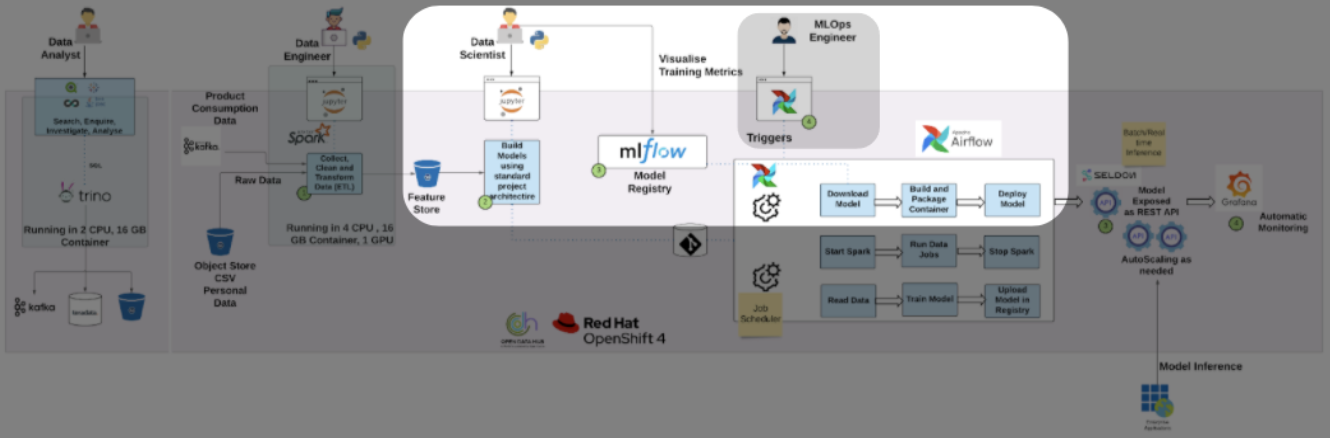 Data
Analyst
Search, Enquire,
Investigate, Analyse
SQL
trino
Running in 2 CPU, 16 GB
Container
kafka
teradata
Data
Engineer
jupyter
Product
Consumption
Data
kafka
Spark
Raw Data
Collect,
Clean and
Transform
Data (ETL)
Running in 4 CPU , 16
GB Container, 1 GPU
Object Store
CSV
Personal
Data
Feature
Store
Data
Scientist
jupyter
Build
Models
using
standard
project
architectire
2
Visualise
Training Metrics
mlflow
3
Model
Registry
MLOps
Engineer
4
Triggers
Apache
Airflow
Download
Model
Build and
Package
Container
Deploy
Model
Start Spark
Run Data
Jobs
Stop Spark
Job
Scheduler
Read Data
Train Model
Upload
Model in
Registry
OPEN DATA HUB
Red Hat
OpenShift 4
Batch/Real
time
Inference
SELDON
API
Model
Exposed
as REST API
API
API
AutoScaling as
needed
Grafana
Automatic
Monitoring
Model Inference